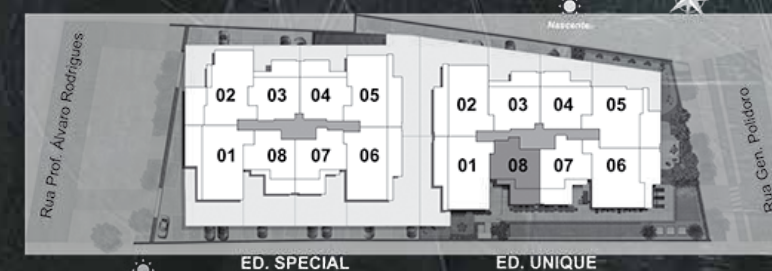 Nascente
Rua Prof. Álvaro Rodrigues
02 03 04 05
01 08 07 06
02 03 04 05
01 08 07 06
Rua Gen. Polidoro
ED. SPECIAL
ED. UNIQUE